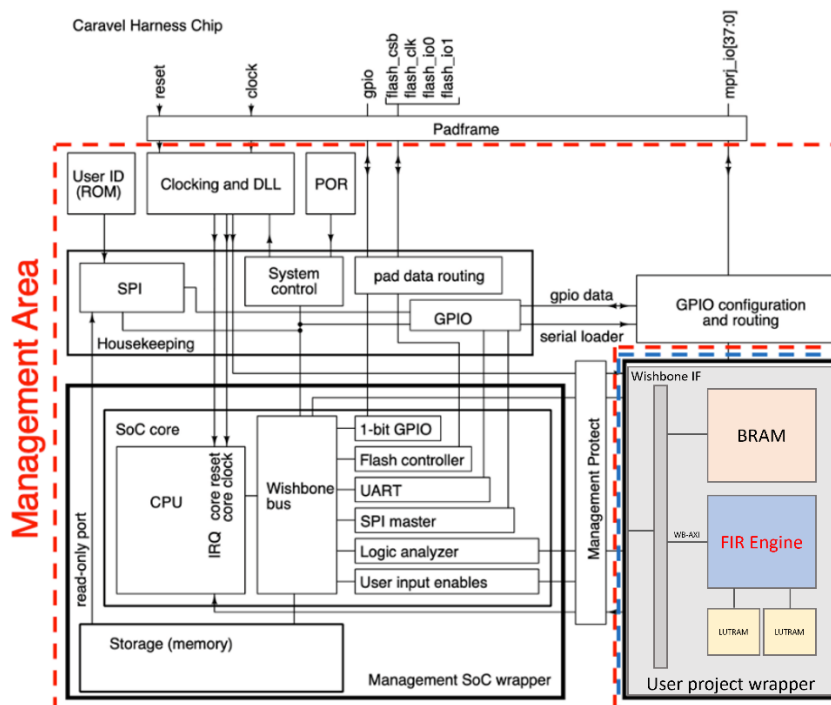 Caravel Harness Chip
reset
clock
gpio
flash_csb
flash_clk
flash_io0
flash_io1
mprj_io[37:0]
Padframe
Management Area
User ID
(ROM)
Clocking and DLL
POR
SPI
System
control
pad data routing
GPIO
Housekeeping
gpio data
serial loader
GPIO configuration
and routing
SoC core
CPU
IRQ
core reset
core clock
Wishbone
bus
1-bit GPIO
Flash controller
UART
SPI master
Logic analyzer
User input enables
read-only port
Storage (memory)
Management SoC wrapper
Management Protect
Wishbone IF
BRAM
WB-AXI
FIR Engine
LUTRAM
LUTRAM
User project wrapper